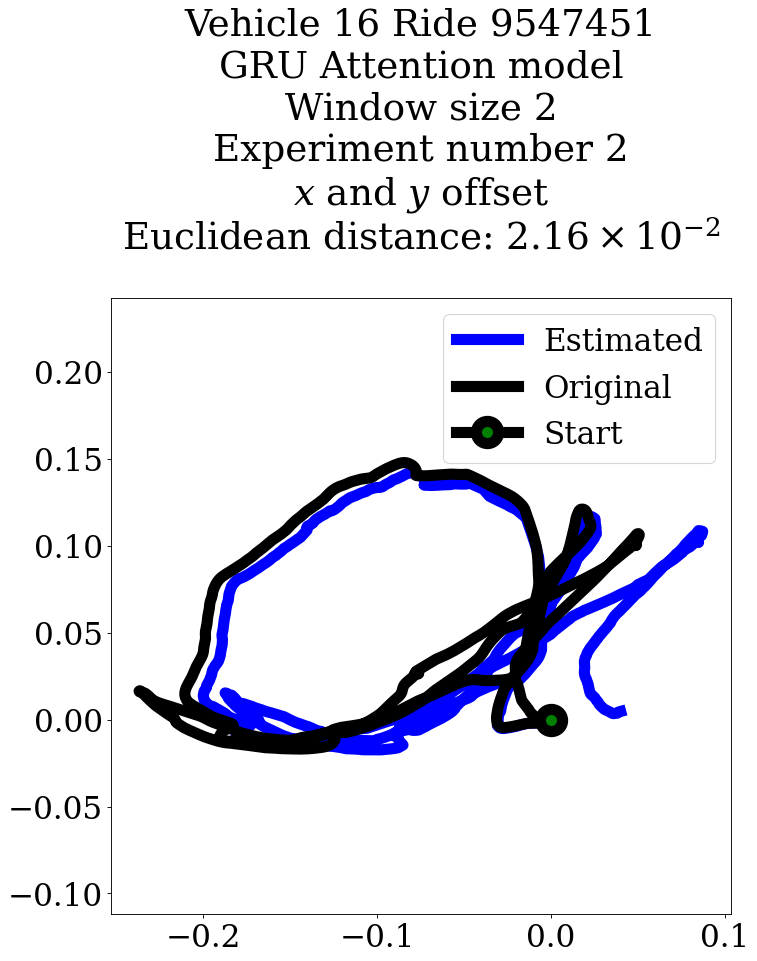 Vehicle 16 Ride 9547451
GRU Attention model
Window size 2
Experiment number 2
x and y offset
Euclidean distance: 2.16 × 10⁻²
Estimated
Original
Start
0.20
0.15
0.10
0.05
0.00
−0.05
−0.10
−0.2 −0.1 0.0 0.1